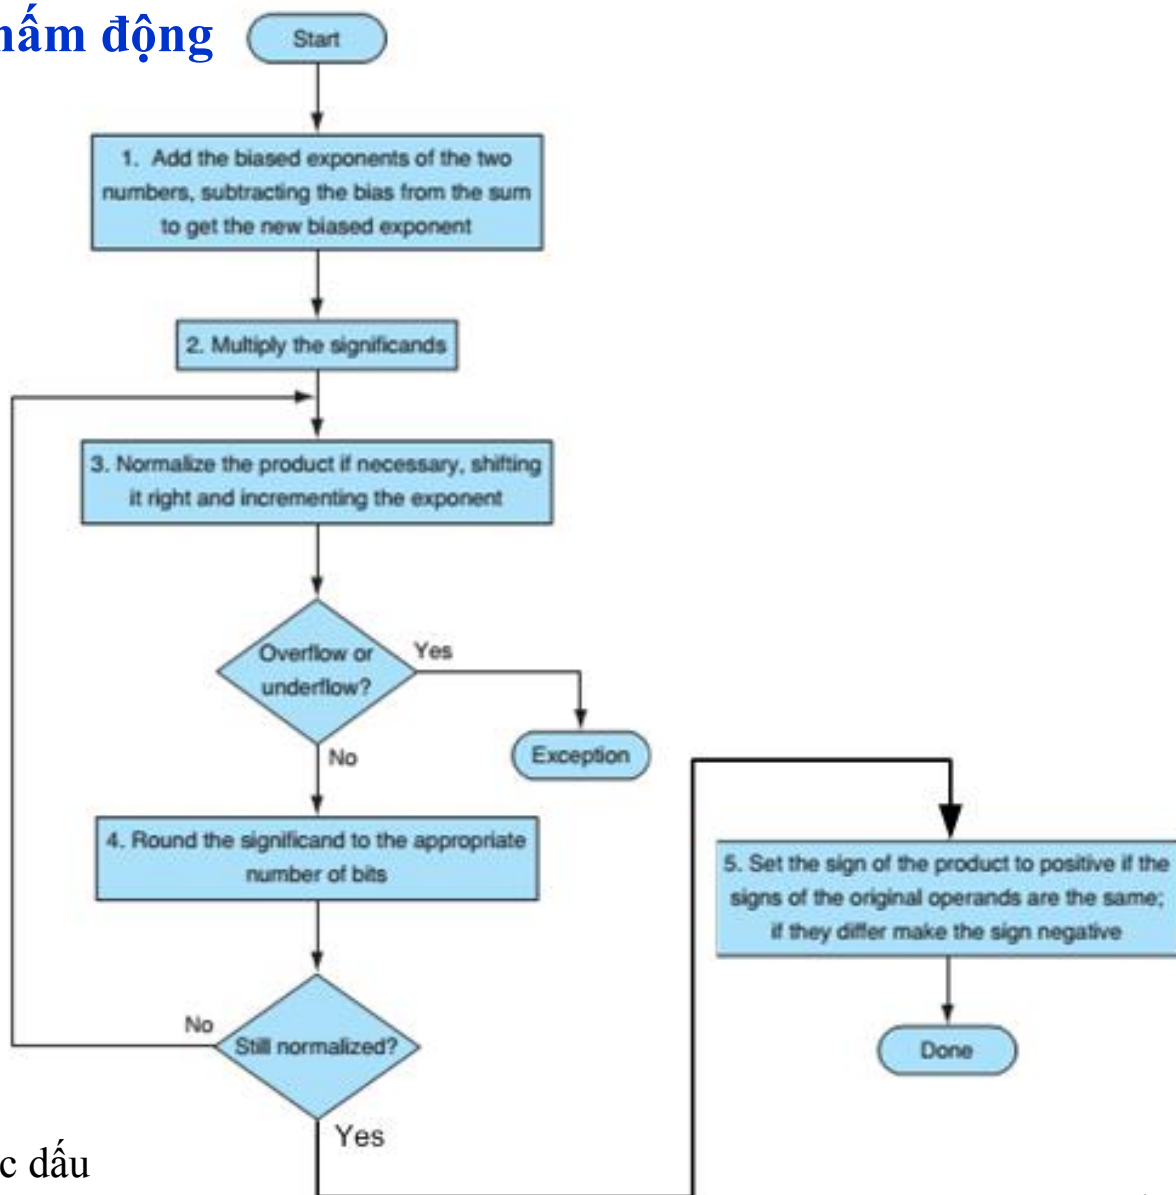 động
Start
1. Add the biased exponents of the two
numbers, subtracting the bias from the sum
to get the new biased exponent
2. Multiply the significands
3. Normalize the product if necessary, shifting
it right and incrementing the exponent
Overflow or
underflow?
Yes
No
Exception
4. Round the significand to the appropriate
number of bits
Still normalized?
No
Yes
5. Set the sign of the product to positive if the
signs of the original operands are the same;
if they differ make the sign negative
Done
dấu